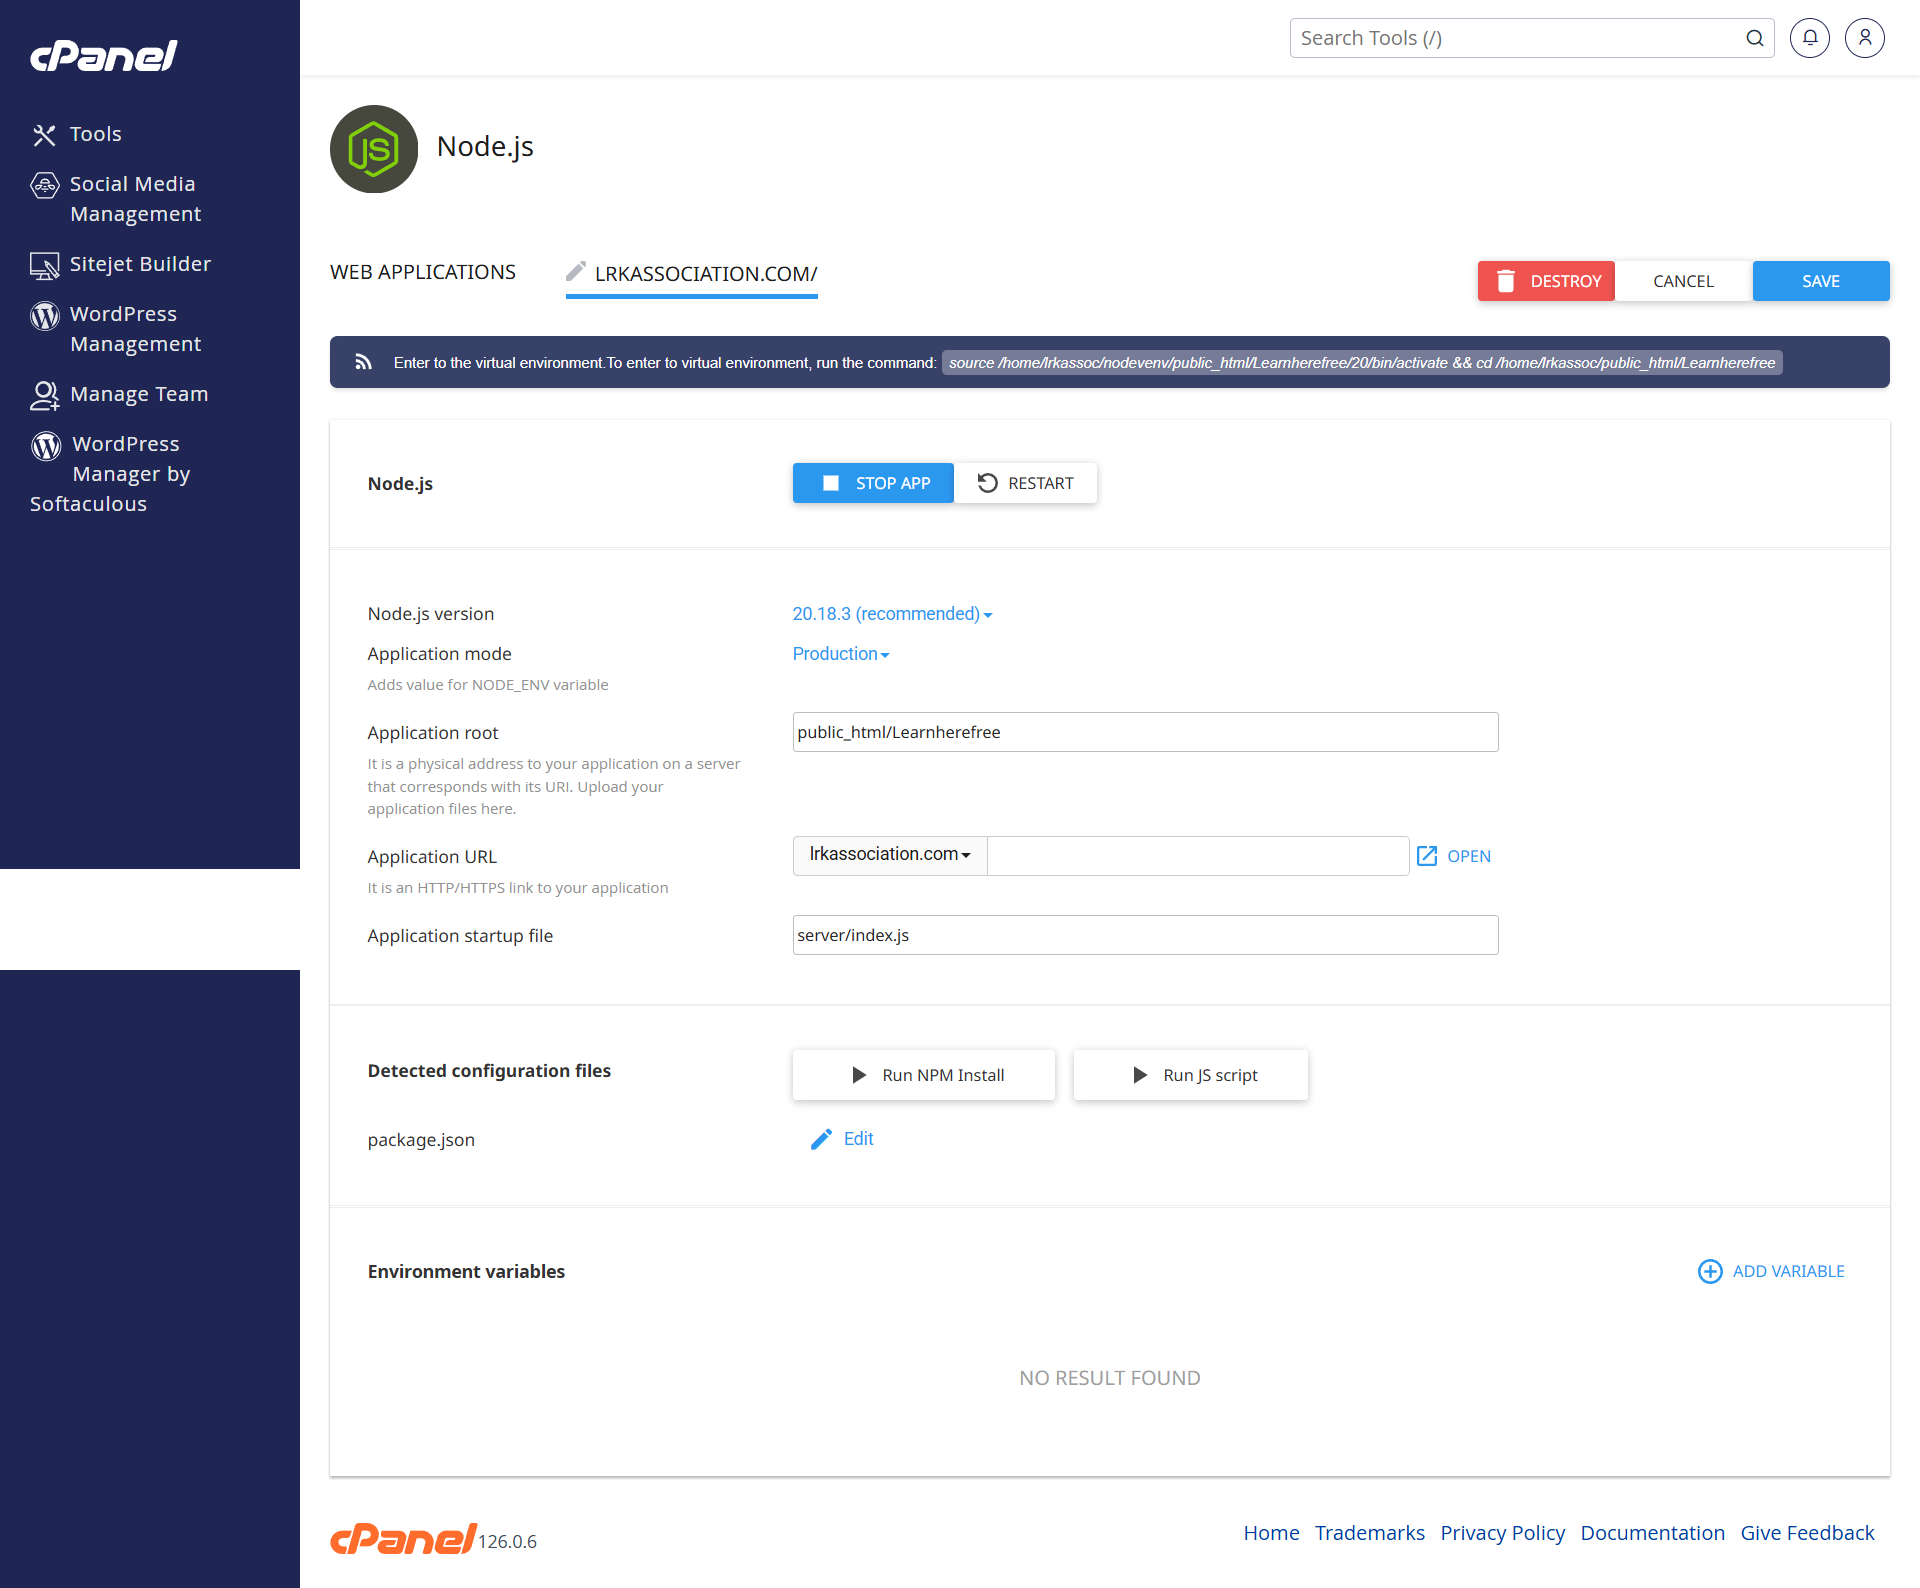 cPanel
Tools
Social Media
Management
Sitejet Builder
WordPress
Management
Manage Team
WordPress
Manager by
Softaculous
Search Tools (/)
JS
Node.js
WEB APPLICATIONS
LRKASSOCIATION.COM/
DESTROY
CANCEL
SAVE
Enter to the virtual environment.To enter to virtual environment, run the command: source /home/lrkassoc/nodevenv/public_html/Learnherefree/20/bin/activate && cd /home/lrkassoc/public_html/Learnherefree
Node.js
STOP APP
RESTART
Node.js version
20.18.3 (recommended)
Application mode
Production
Adds value for NODE_ENV variable
Application root
public_html/Learnherefree
It is a physical address to your application on a server
that corresponds with its URI. Upload your
application files here.
Application URL
lrkassociation.com
OPEN
It is an HTTP/HTTPS link to your application
Application startup file
server/index.js
Detected configuration files
Run NPM Install
Run JS script
package.json
Edit
Environment variables
ADD VARIABLE
NO RESULT FOUND
cPanel 126.0.6
Home
Trademarks
Privacy Policy
Documentation
Give Feedback